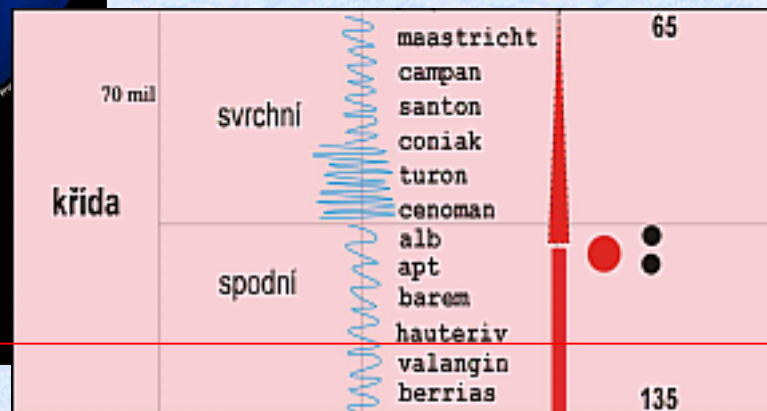 maastricht
65
campan
70 mil
santon
svrchní
coniak
turon
křída
cenoman
alb
apt
spodní
barem
hauteriv
valangin
berrias
135